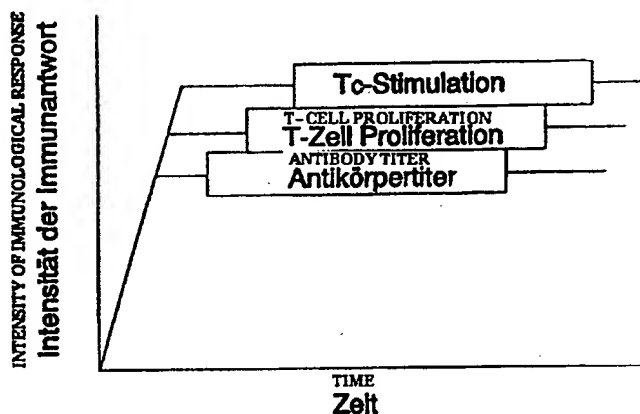 INTENSITY OF IMMUNOLOGICAL RESPONSE
Intensität der Immunantwort
Tc-Stimulation
T-CELL PROLIFERATION
T-Zell Proliferation
ANTIBODY TITER
Antikörpertiter
TIME
Zeit